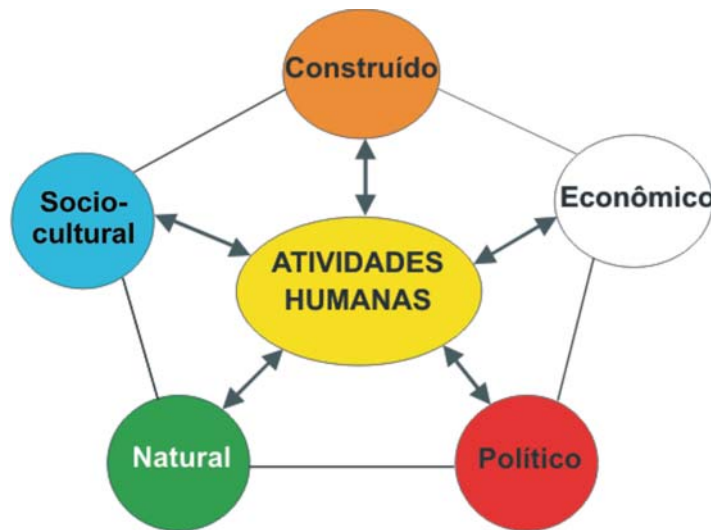 Construído
Socio-
cultural
Econômico
ATIVIDADES
HUMANAS
Natural
Político